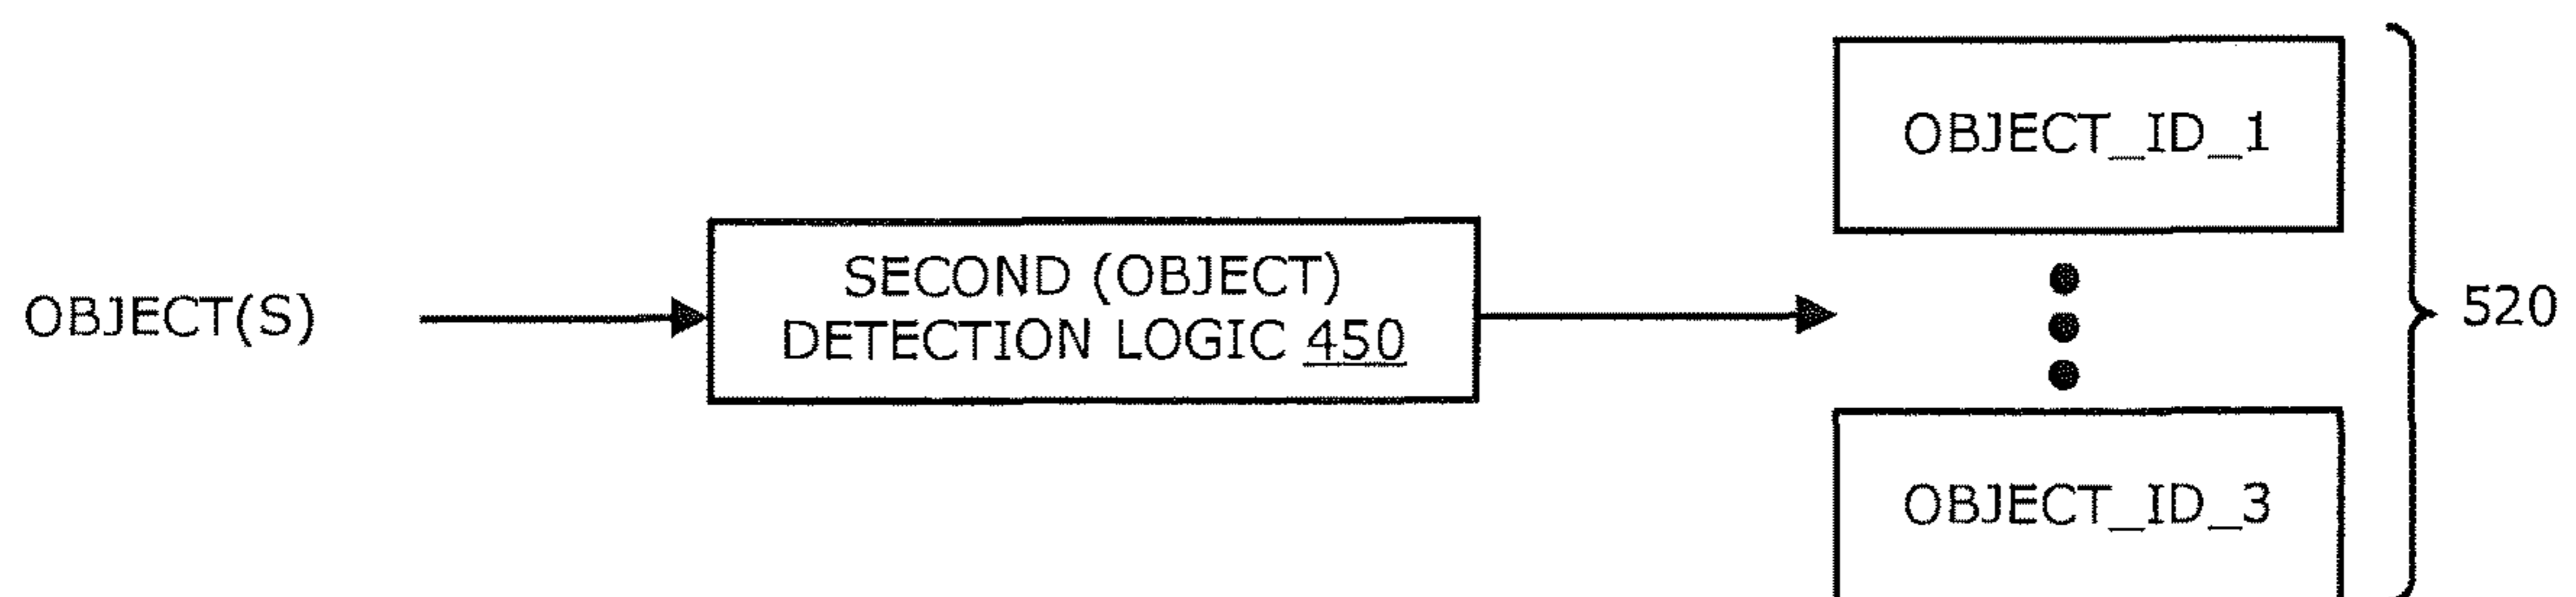 OBJECT(S)
SECOND (OBJECT)
DETECTION LOGIC 450
OBJECT_ID_1
OBJECT_ID_3
520